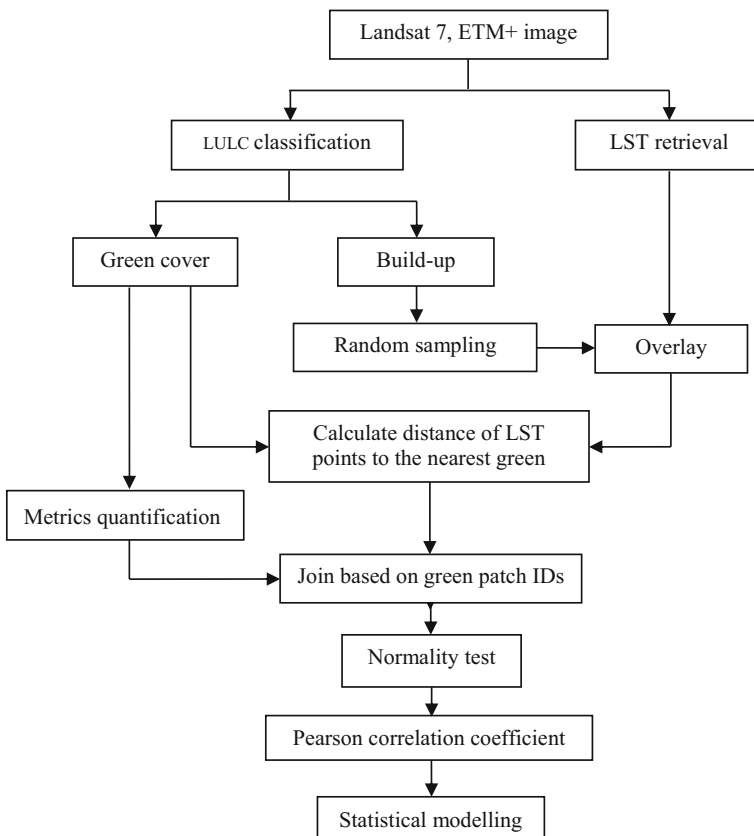 Landsat 7, ETM+ image
LULC classification
LST retrieval
Green cover
Build-up
Random sampling
Overlay
Calculate distance of LST
points to the nearest green
Metrics quantification
Join based on green patch IDs
Normality test
Pearson correlation coefficient
Statistical modelling